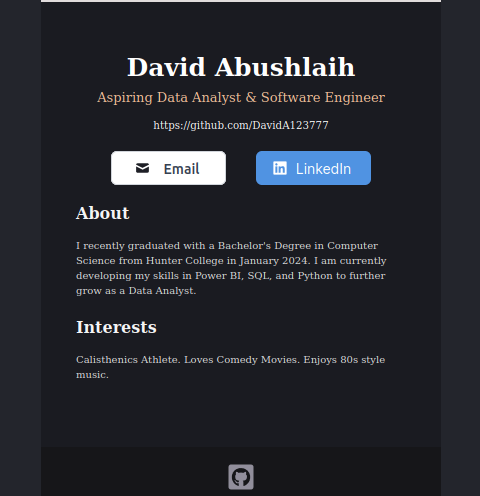 David Abushlaih
Aspiring Data Analyst & Software Engineer
https://github.com/DavidA123777
Email
LinkedIn
About
I recently graduated with a Bachelor's Degree in Computer
Science from Hunter College in January 2024. I am currently
developing my skills in Power BI, SQL, and Python to further
grow as a Data Analyst.
Interests
Calisthenics Athlete. Loves Comedy Movies. Enjoys 80s style
music.